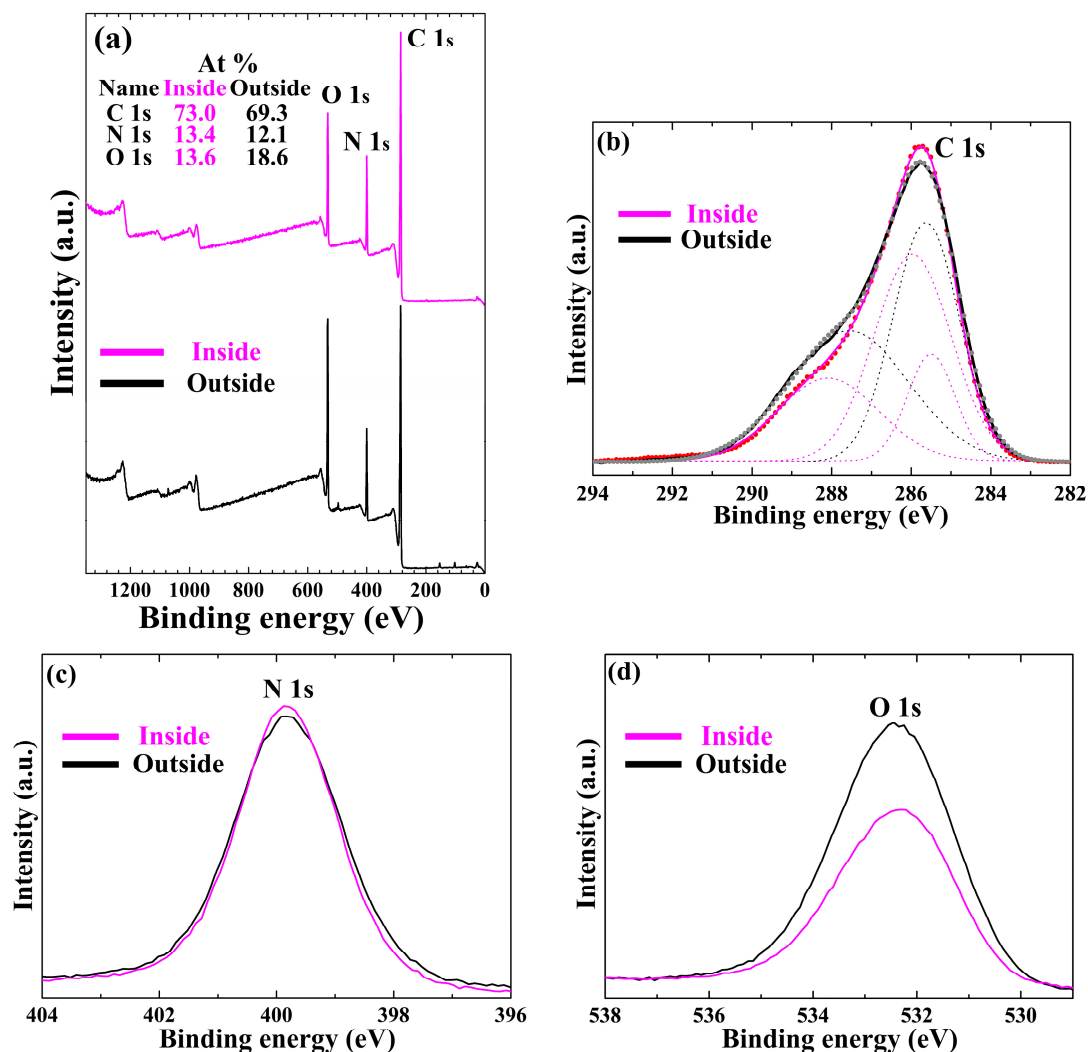 (a)
C 1s
At %
Name Inside Outside
C 1s 73.0 69.3
N 1s 13.4 12.1
O 1s 13.6 18.6
O 1s
N 1s
Inside
Outside
Intensity (a.u.)
1200 1000 800 600 400 200 0
Binding energy (eV)
(b)
C 1s
Inside
Outside
Intensity (a.u.)
294 292 290 288 286 284 282
Binding energy (eV)
(c)
N 1s
Inside
Outside
Intensity (a.u.)
404 402 400 398 396
Binding energy (eV)
(d)
O 1s
Inside
Outside
Intensity (a.u.)
538 536 534 532 530
Binding energy (eV)